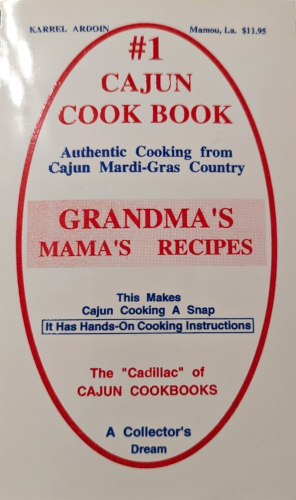 KARREL ARDOIN Mamou, La. $11.95
#1
CAJUN
COOK BOOK
Authentic Cooking from
Cajun Mardi-Gras Country
GRANDMA'S
MAMA'S RECIPES
This Makes
Cajun Cooking A Snap
It Has Hands-On Cooking Instructions
The "Cadillac" of
CAJUN COOKBOOKS
A Collector's
Dream